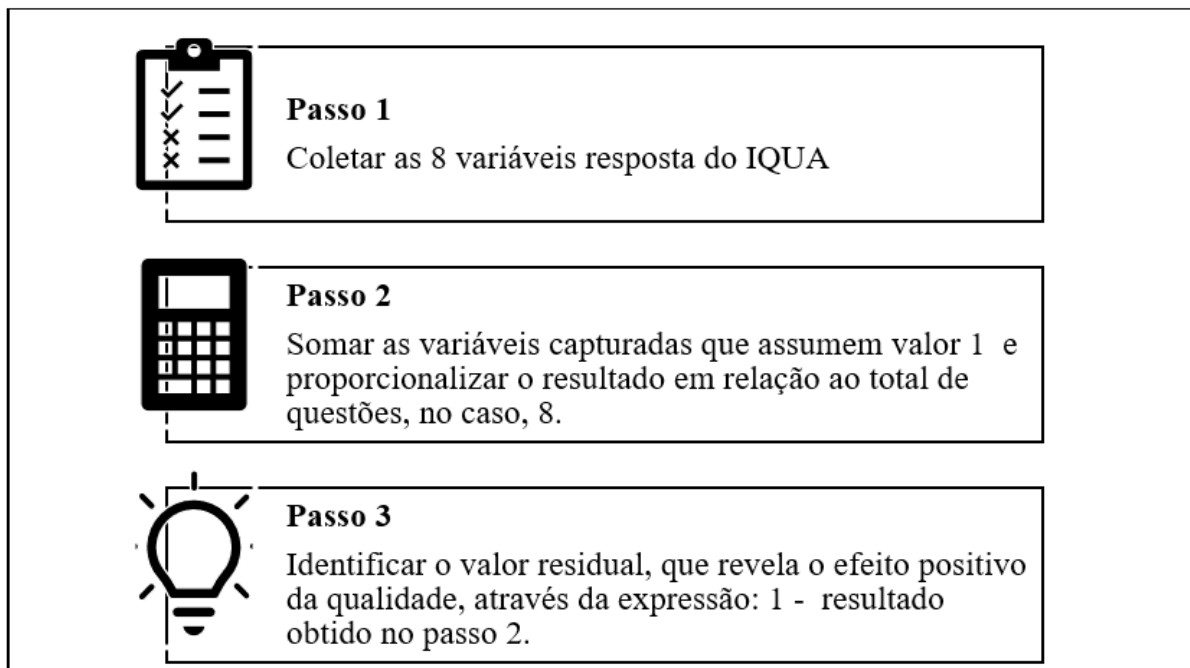 Passo 1
Coletar as 8 variáveis resposta do IQUA
Passo 2
Somar as variáveis capturadas que assumem valor 1 e
proporcionalizar o resultado em relação ao total de
questões, no caso, 8.
Passo 3
Identificar o valor residual, que revela o efeito positivo
da qualidade, através da expressão: 1 - resultado
obtido no passo 2.